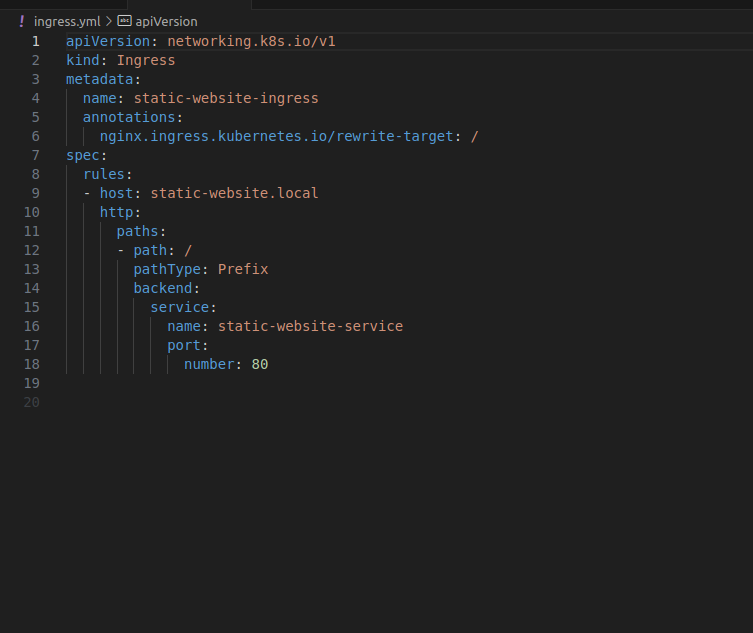 ! ingress.yml > abc apiVersion
1 apiVersion: networking.k8s.io/v1
2 kind: Ingress
3 metadata:
4   name: static-website-ingress
5   annotations:
6     nginx.ingress.kubernetes.io/rewrite-target: /
7 spec:
8   rules:
9   - host: static-website.local
10     http:
11       paths:
12       - path: /
13         pathType: Prefix
14         backend:
15           service:
16             name: static-website-service
17             port:
18               number: 80
19
20